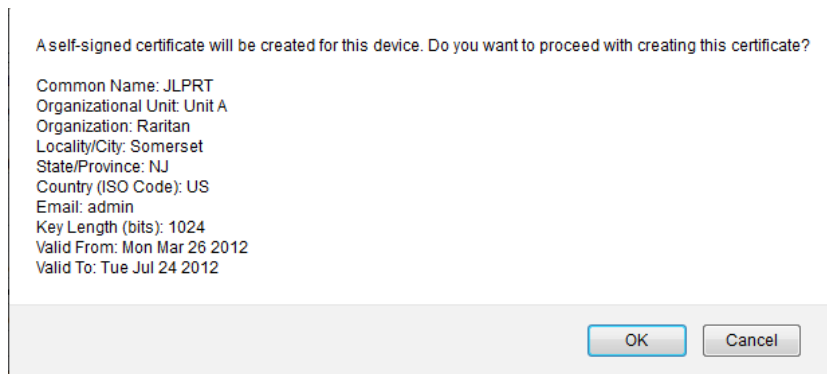 A self-signed certificate will be created for this device. Do you want to proceed with creating this certificate?
Common Name: JLPRT
Organizational Unit: Unit A
Organization: Raritan
Locality/City: Somerset
State/Province: NJ
Country (ISO Code): US
Email: admin
Key Length (bits): 1024
Valid From: Mon Mar 26 2012
Valid To: Tue Jul 24 2012
OK Cancel